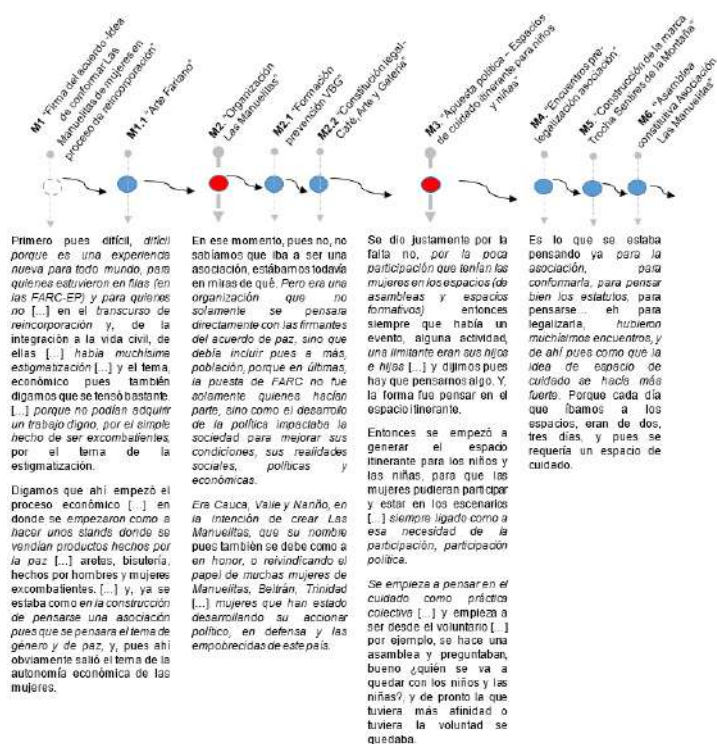 M1 "Firma del acuerdo -Idea
de conformar Las
Manuelitas de mujeres en
proceso de reincorporación"
M1.1 "Arte Fariano"
M2. "Organización
Las Manuelitas"
M2.1 "Formación
prevención VBG"
M2.2 "Constitución legal-
Café, Arte y Galería"
M3. "Apuesta política – Espacios
de cuidado itinerante para niños
y niñas"
M4. "Encuentros pre-
legalización asociación"
M5 "Construcción de la marca
Trocha Senbres de la Montaña"
M6. "Asamblea
constitutiva Asociación
Las Manuelitas"
Primero pues difícil, difícil
porque es una experiencia
nueva para todo mundo, para
quienes estuvieron en filas (en
las FARC-EP) y para quienes
no [...] en el transcurso de
reincorporación y, de la
integración a la vida civil, de
ellas [...] había muchísima
estigmatización [...] y el tema,
económico pues también
digamos que se tensó bastante.
[...] porque no podían adquirir
un trabajo digno, por el simple
hecho de ser excombatientes,
por el tema de la
estigmatización.
Digamos que ahí empezó el
proceso económico [...] en
donde se empezaron como a
hacer unos stands donde se
vendían productos hechos por
la paz [...] aretes, bisutería,
hechos por hombres y mujeres
excombatientes. [...] y, ya se
estaba como en la construcción
de pensarse una asociación
pues que se pensara el tema de
género y de paz, y, pues ahí
obviamente salió el tema de la
autonomía económica de las
mujeres.
En ese momento, pues no, no
sabíamos que iba a ser una
asociación, estábamos todavía
en miras de qué. Pero era una
organización que no
solamente se pensara
directamente con las firmantes
del acuerdo de paz, sino que
debía incluir pues a más,
población, porque en últimas,
la puesta de FARC no fue
solamente quienes hacían
parte, sino como el desarrollo
de la política impactaba la
sociedad para mejorar sus
condiciones, sus realidades
sociales, políticas y
económicas.
Era Cauca, Valle y Nariño, en
la intención de crear Las
Manuelitas, que su nombre
pues también se debe como a
en honor, o reivindicando el
papel de muchas mujeres de
Manuelitas, Beltrán, Trinidad
[...] mujeres que han estado
desarrollando su accionar
político, en defensa y las
empobrecidas de este país.
Se dio justamente por la
falta no, por la poca
participación que tenían las
mujeres en los espacios (de
asambleas y espacios
formativos) entonces
siempre que había un
evento, alguna actividad,
una limitante eran sus hijos
e hijas [...] y dijimos pues
hay que pensarnos algo. Y,
la forma fue pensar en el
espacio itinerante.
Entonces se empezó a
generar el espacio
itinerante para los niños y
las niñas, para que las
mujeres pudieran participar
y estar en los escenarios
[...] siempre ligado como a
esa necesidad de la
participación, participación
política.
Se empieza a pensar en el
cuidado como práctica
colectiva [...] y empieza a
ser desde el voluntario [...]
por ejemplo, se hace una
asamblea y preguntaban,
bueno ¿quién se va a
quedar con los niños y las
niñas?, y de pronto la que
tuviera más afinidad o
tuviera la voluntad se
quedaba.
Es lo que se estaba
pensando ya para la
asociación, para
conformarla, para pensar
bien los estatutos, para
pensarse... eh para
legalizarla, hubieron
muchísimos encuentros, y
de ahí pues como que la
idea de espacio de
cuidado se hacía más
fuerte. Porque cada día
que íbamos a los
espacios, eran de dos,
tres días, y pues se
requería un espacio de
cuidado.